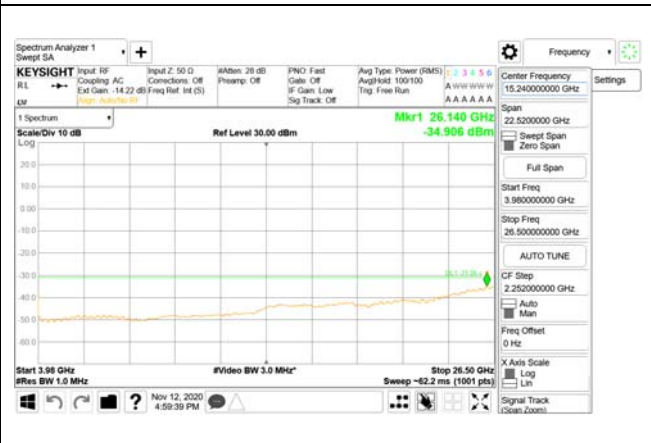 Spectrum Analyzer 1
Swept SA
Frequency
KEYSIGHT
RL
Input: RF
Coupling: AC
Ext Gain: -14.22 dB
Align: Auto/No RF
Input Z: 50 Ω
Corrections: Off
Freq Ref: Int (S)
#Atten: 28 dB
Preamp: Off
PNO: Fast
Gate: Off
IF Gain: Low
Sig Track: Off
Avg Type: Power (RMS)
Avg|Hold: 100/100
Trig: Free Run
1 2 3 4 5 6
A W W W W W
A A A A A A
Center Frequency
15.240000000 GHz
Settings
1 Spectrum
Scale/Div 10 dB
Log
Ref Level 30.00 dBm
Mkr1 26.140 GHz
-34.906 dBm
Span
22.5200000 GHz
Swept Span
Zero Span
Full Span
Start Freq
3.980000000 GHz
Stop Freq
26.500000000 GHz
AUTO TUNE
CF Step
2.252000000 GHz
Auto
Man
Freq Offset
0 Hz
X Axis Scale
Log
Lin
Signal Track
(Span Zoom)
20.0
10.0
0.00
-10.0
-20.0
-30.0
-40.0
-50.0
-60.0
Start 3.98 GHz
#Res BW 1.0 MHz
#Video BW 3.0 MHz*
Stop 26.50 GHz
Sweep ~62.2 ms (1001 pts)
?
Nov 12, 2020
4:59:39 PM